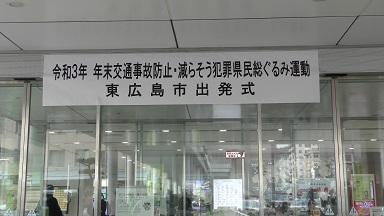 令和3年 年末交通事故防止・減らそう犯罪県民総ぐるみ運動
東広島市出発式